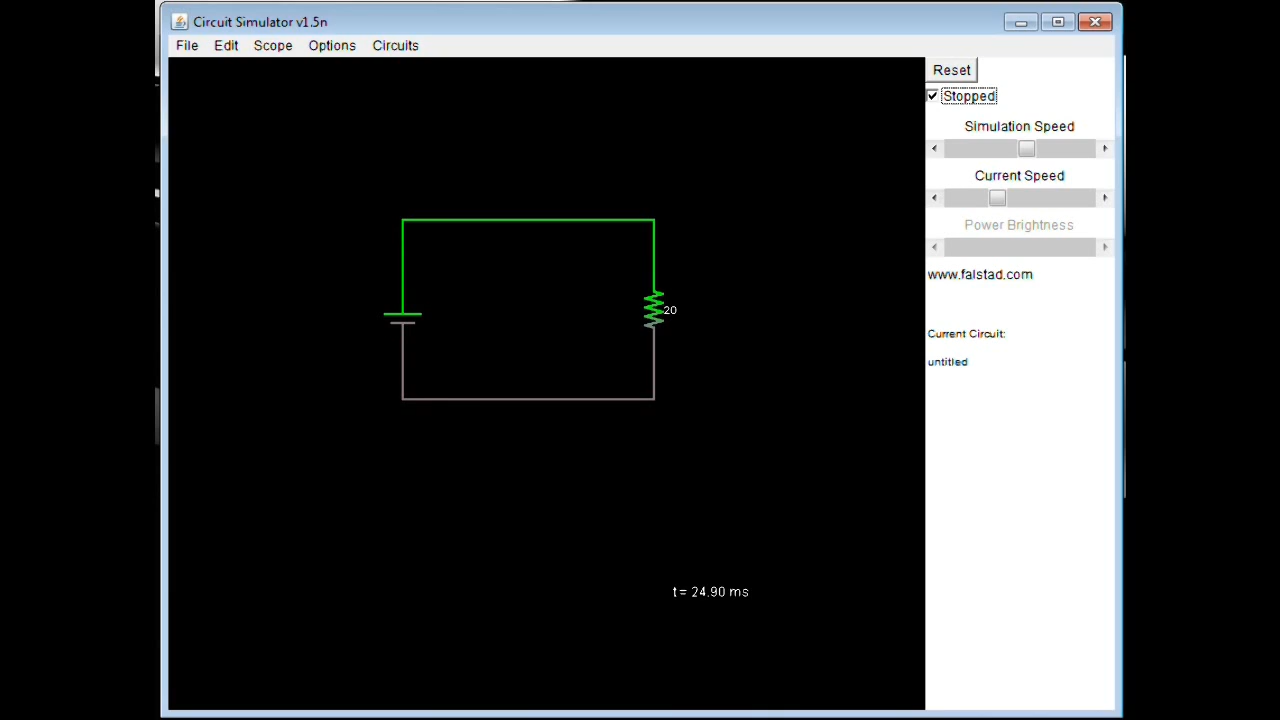 Circuit Simulator v1.5n
File Edit Scope Options Circuits
Reset
Stopped
Simulation Speed
Current Speed
Power Brightness
www.falstad.com
20
Current Circuit:
untitled
t = 24.90 ms